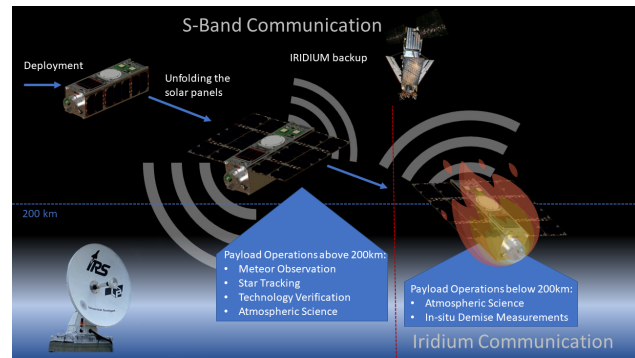 S-Band Communication
Deployment
Unfolding the
solar panels
IRIDIUM backup
200 km
IRS
Payload Operations above 200km:
• Meteor Observation
• Star Tracking
• Technology Verification
• Atmospheric Science
Payload Operations below 200km:
• Atmospheric Science
• In-situ Demise Measurements
Iridium Communication